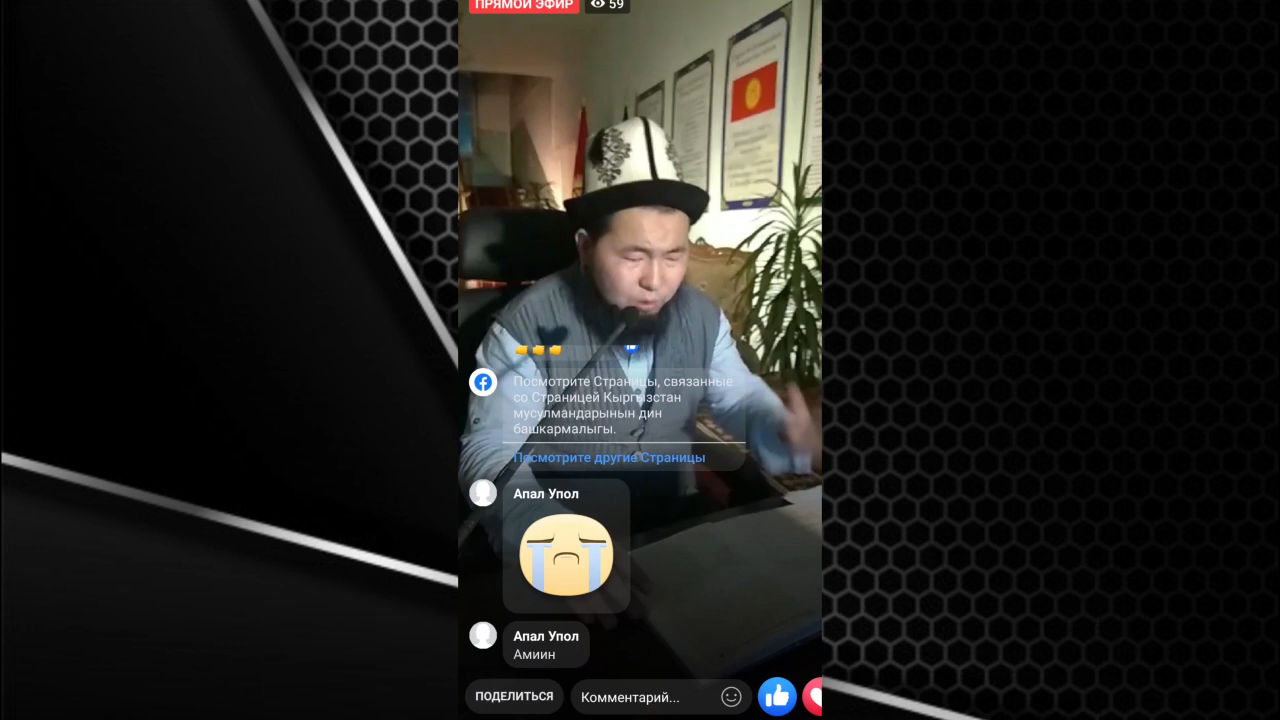 ПРЯМОЙ ЭФИР
59
Посмотрите Страницы, связанные
со Страницей Кыргызстан
мусулмандарынын дин
башкармалыгы.
Посмотрите другие Страницы
Апал Упол
Апал Упол
Амиин
ПОДЕЛИТЬСЯ
Комментарий...